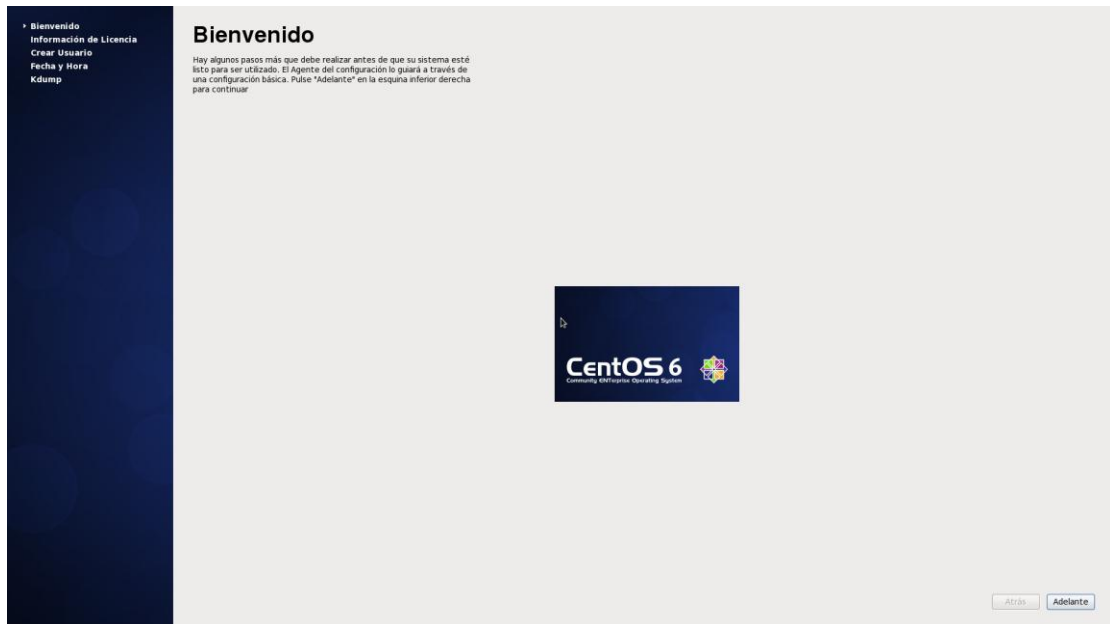 Bienvenido
Información de Licencia
Crear Usuario
Fecha y Hora
Kdump
Bienvenido
Hay algunos pasos más que debe realizar antes de que su sistema esté
listo para ser utilizado. El Agente del configuración lo guiará a través de
una configuración básica. Pulse "Adelante" en la esquina inferior derecha
para continuar
CentOS 6
Community ENTerprise Operating System
Atrás
Adelante